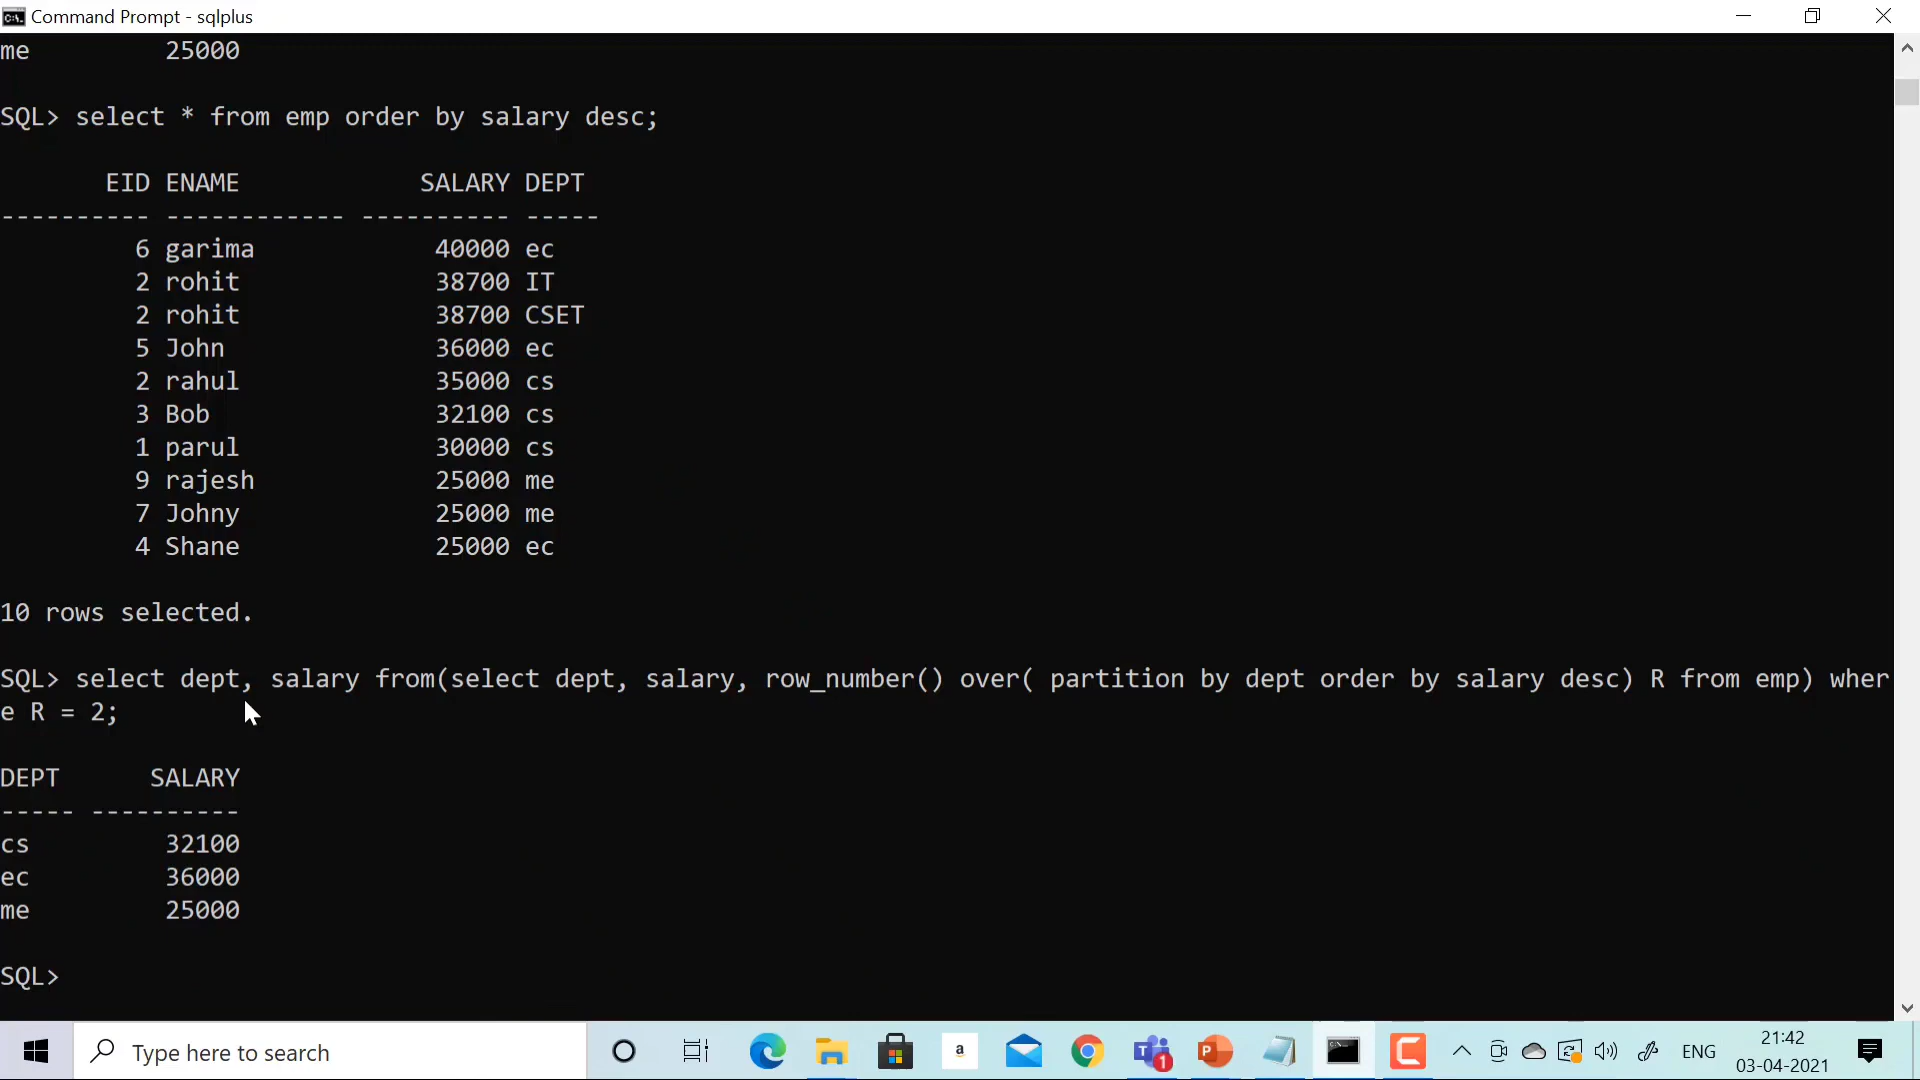 Command Prompt - sqlplus
me         25000
SQL> select * from emp order by salary desc;
       EID ENAME            SALARY DEPT
---------- ------------ ---------- -----
         6 garima            40000 ec
         2 rohit             38700 IT
         2 rohit             38700 CSET
         5 John              36000 ec
         2 rahul             35000 cs
         3 Bob               32100 cs
         1 parul             30000 cs
         9 rajesh            25000 me
         7 Johny             25000 me
         4 Shane             25000 ec
10 rows selected.
SQL> select dept, salary from(select dept, salary, row_number() over( partition by dept order by salary desc) R from emp) wher
e R = 2;
DEPT      SALARY
----- ----------
cs         32100
ec         36000
me         25000
SQL>
Type here to search
a
1
P
ENG
21:42
03-04-2021